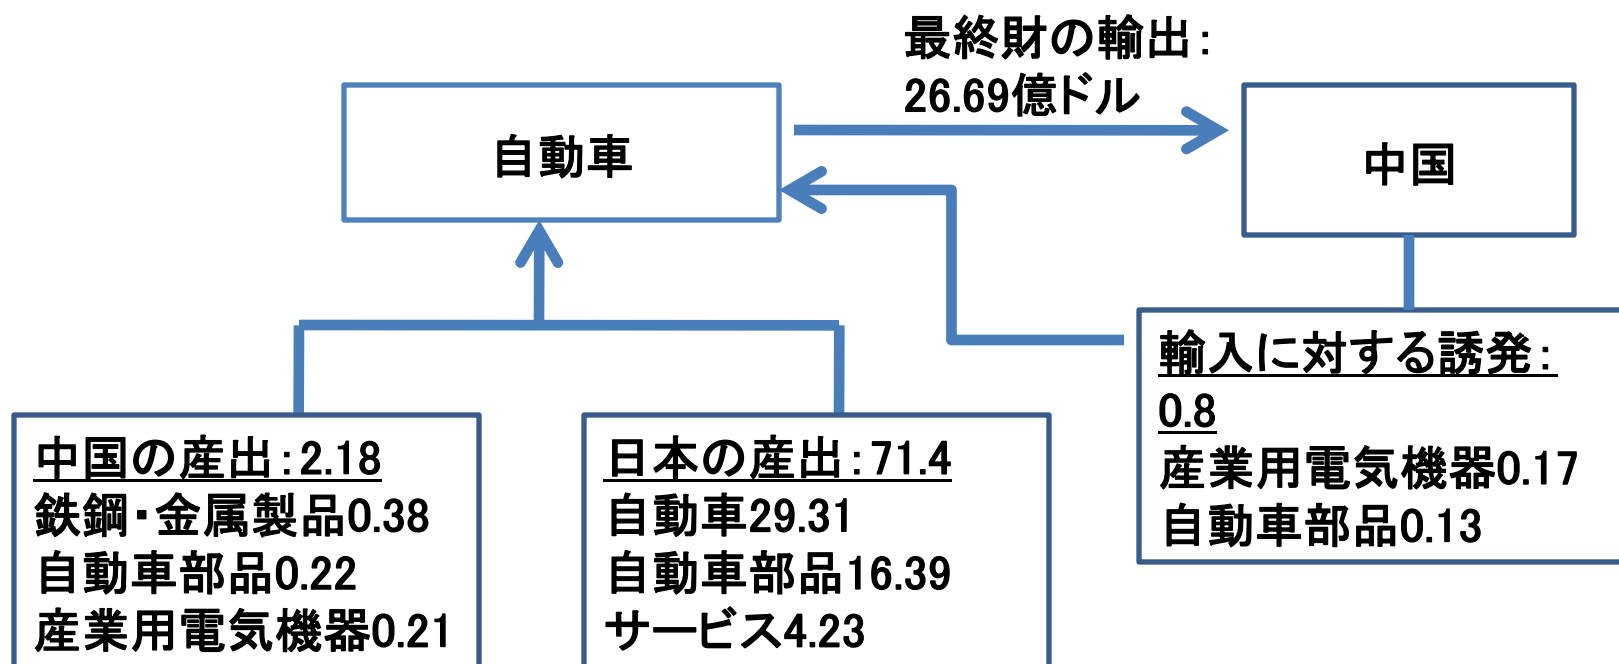 最終財の輸出：
26.69億ドル
自動車
中国
輸入に対する誘発：
0.8
産業用電気機器0.17
自動車部品0.13
中国の産出：2.18
鉄鋼・金属製品0.38
自動車部品0.22
産業用電気機器0.21
日本の産出：71.4
自動車29.31
自動車部品16.39
サービス4.23